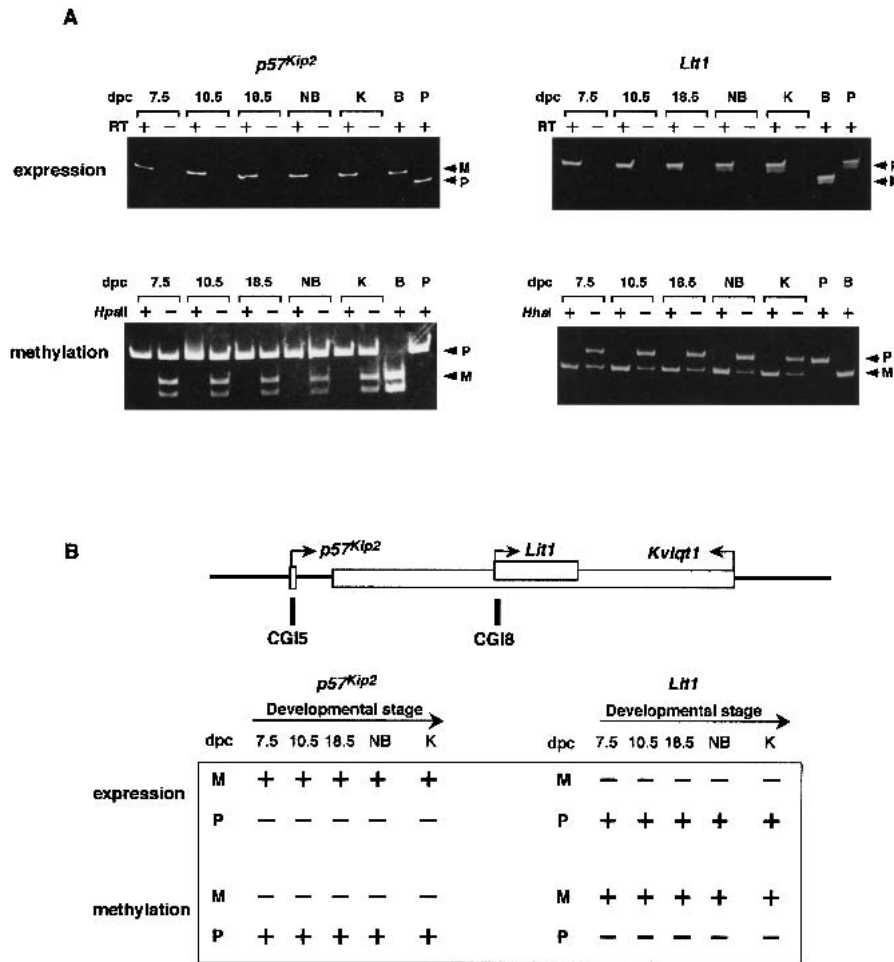 A
p57Kip2
Lit1
dpc 7.5 10.5 18.5 NB K B P
dpc 7.5 10.5 18.5 NB K B P
RT + − + − + − + − + − + +
RT + − + − + − + − + − + +
expression
M
P
P
M
dpc 7.5 10.5 18.5 NB K B P
dpc 7.5 10.5 18.5 NB K P B
HpaII + − + − + − + − + − + +
HhaI + − + − + − + − + − + +
methylation
P
M
P
M
B
p57Kip2
Lit1
Kvlqt1
CGI5
CGI8
p57Kip2
Lit1
Developmental stage
Developmental stage
dpc 7.5 10.5 18.5 NB K
dpc 7.5 10.5 18.5 NB K
expression
M + + + + +
M − − − − −
P − − − − −
P + + + + +
methylation
M − − − − −
M + + + + +
P + + + + +
P − − − − −